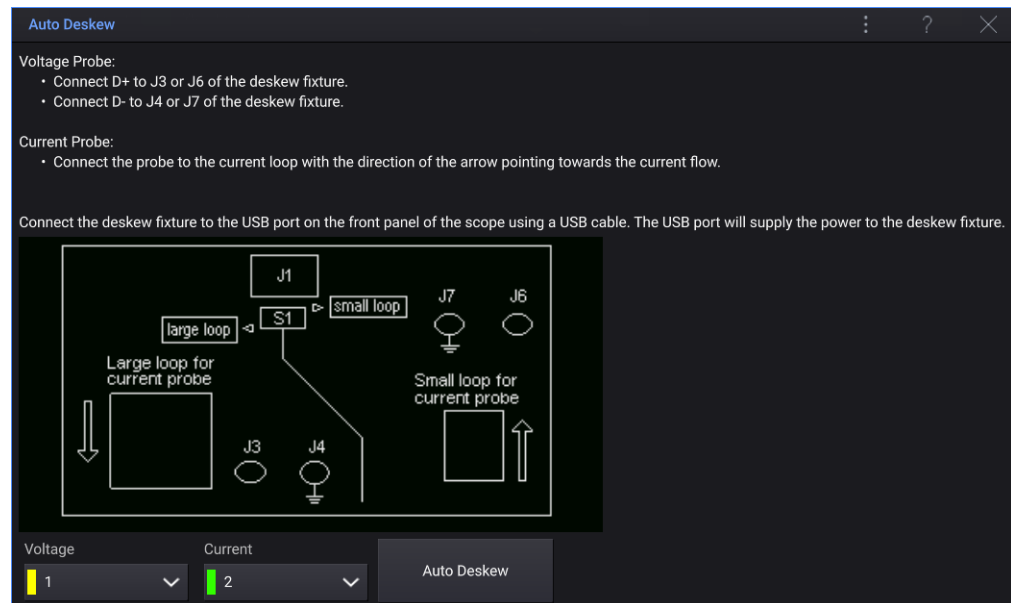 Auto Deskew
Voltage Probe:
• Connect D+ to J3 or J6 of the deskew fixture.
• Connect D- to J4 or J7 of the deskew fixture.
Current Probe:
• Connect the probe to the current loop with the direction of the arrow pointing towards the current flow.
Connect the deskew fixture to the USB port on the front panel of the scope using a USB cable. The USB port will supply the power to the deskew fixture.
J1
small loop
S1
large loop
J7
J6
Large loop for
current probe
Small loop for
current probe
J3
J4
Voltage
Current
1
2
Auto Deskew